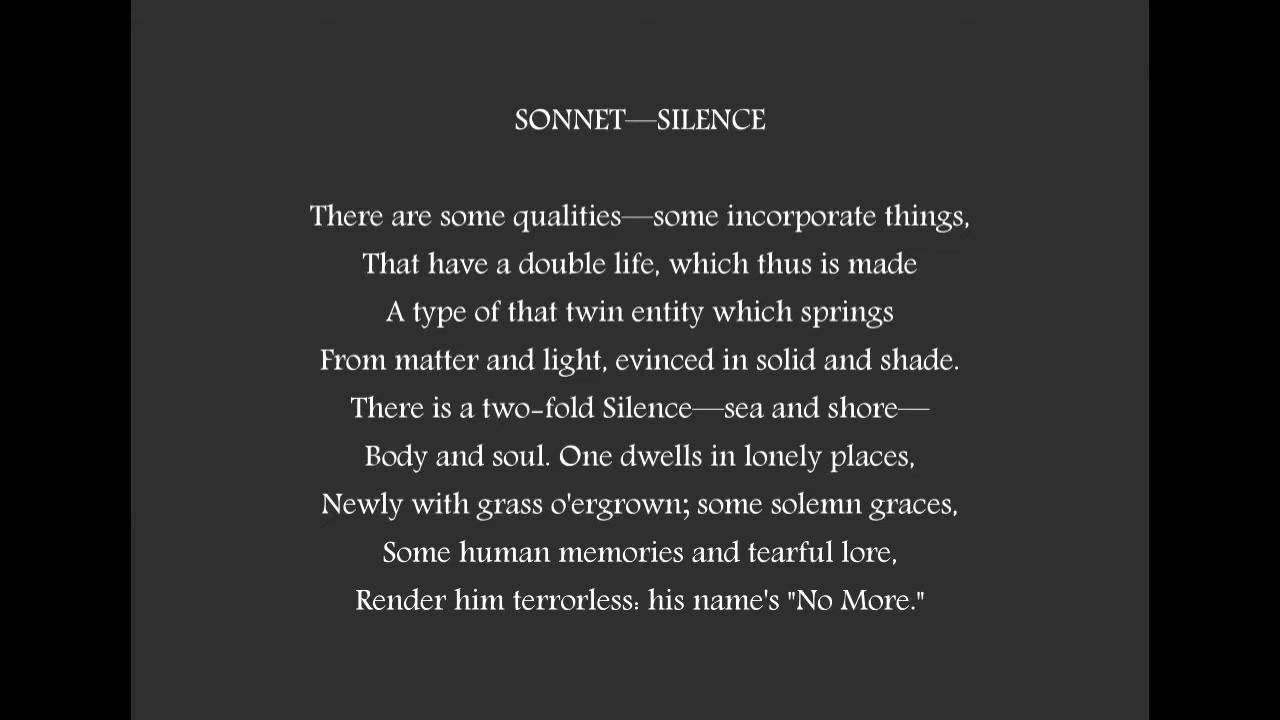 SONNET—SILENCE
There are some qualities—some incorporate things,
That have a double life, which thus is made
A type of that twin entity which springs
From matter and light, evinced in solid and shade.
There is a two-fold Silence—sea and shore—
Body and soul. One dwells in lonely places,
Newly with grass o'ergrown; some solemn graces,
Some human memories and tearful lore,
Render him terrorless: his name's "No More."